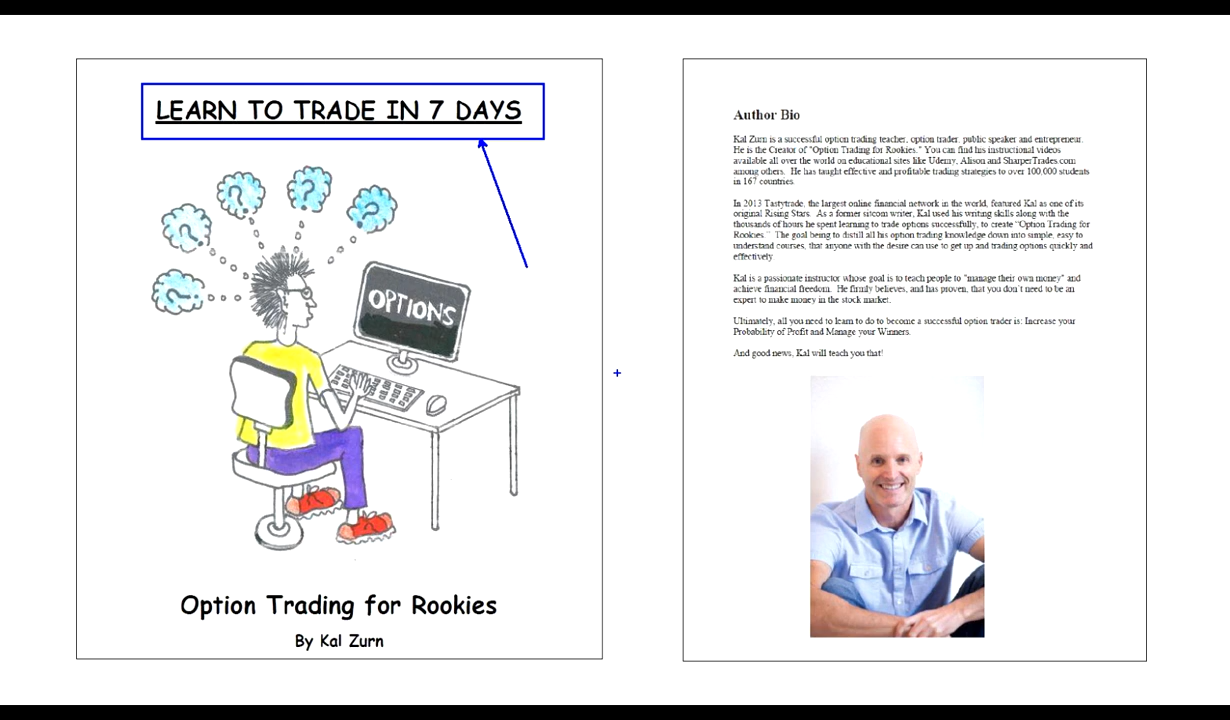 LEARN TO TRADE IN 7 DAYS
OPTIONS
Option Trading for Rookies
By Kal Zurn
Author Bio
Kal Zurn is a successful option trading teacher, option trader, public speaker and entrepreneur.
He is the Creator of "Option Trading for Rookies." You can find his instructional videos
available all over the world on educational sites like Udemy, Alison and SharperTrades.com
among others. He has taught effective and profitable trading strategies to over 100,000 students
in 167 countries.
In 2013 Tastytrade, the largest online financial network in the world, featured Kal as one of its
original Rising Stars. As a former sitcom writer, Kal used his writing skills along with the
thousands of hours he spent learning to trade options successfully, to create "Option Trading for
Rookies." The goal being to distill all his option trading knowledge down into simple, easy to
understand courses, that anyone with the desire can use to get up and trading options quickly and
effectively.
Kal is a passionate instructor whose goal is to teach people to "manage their own money" and
achieve financial freedom. He firmly believes, and has proven, that you don't need to be an
expert to make money in the stock market.
Ultimately, all you need to learn to do to become a successful option trader is: Increase your
Probability of Profit and Manage your Winners.
And good news, Kal will teach you that!